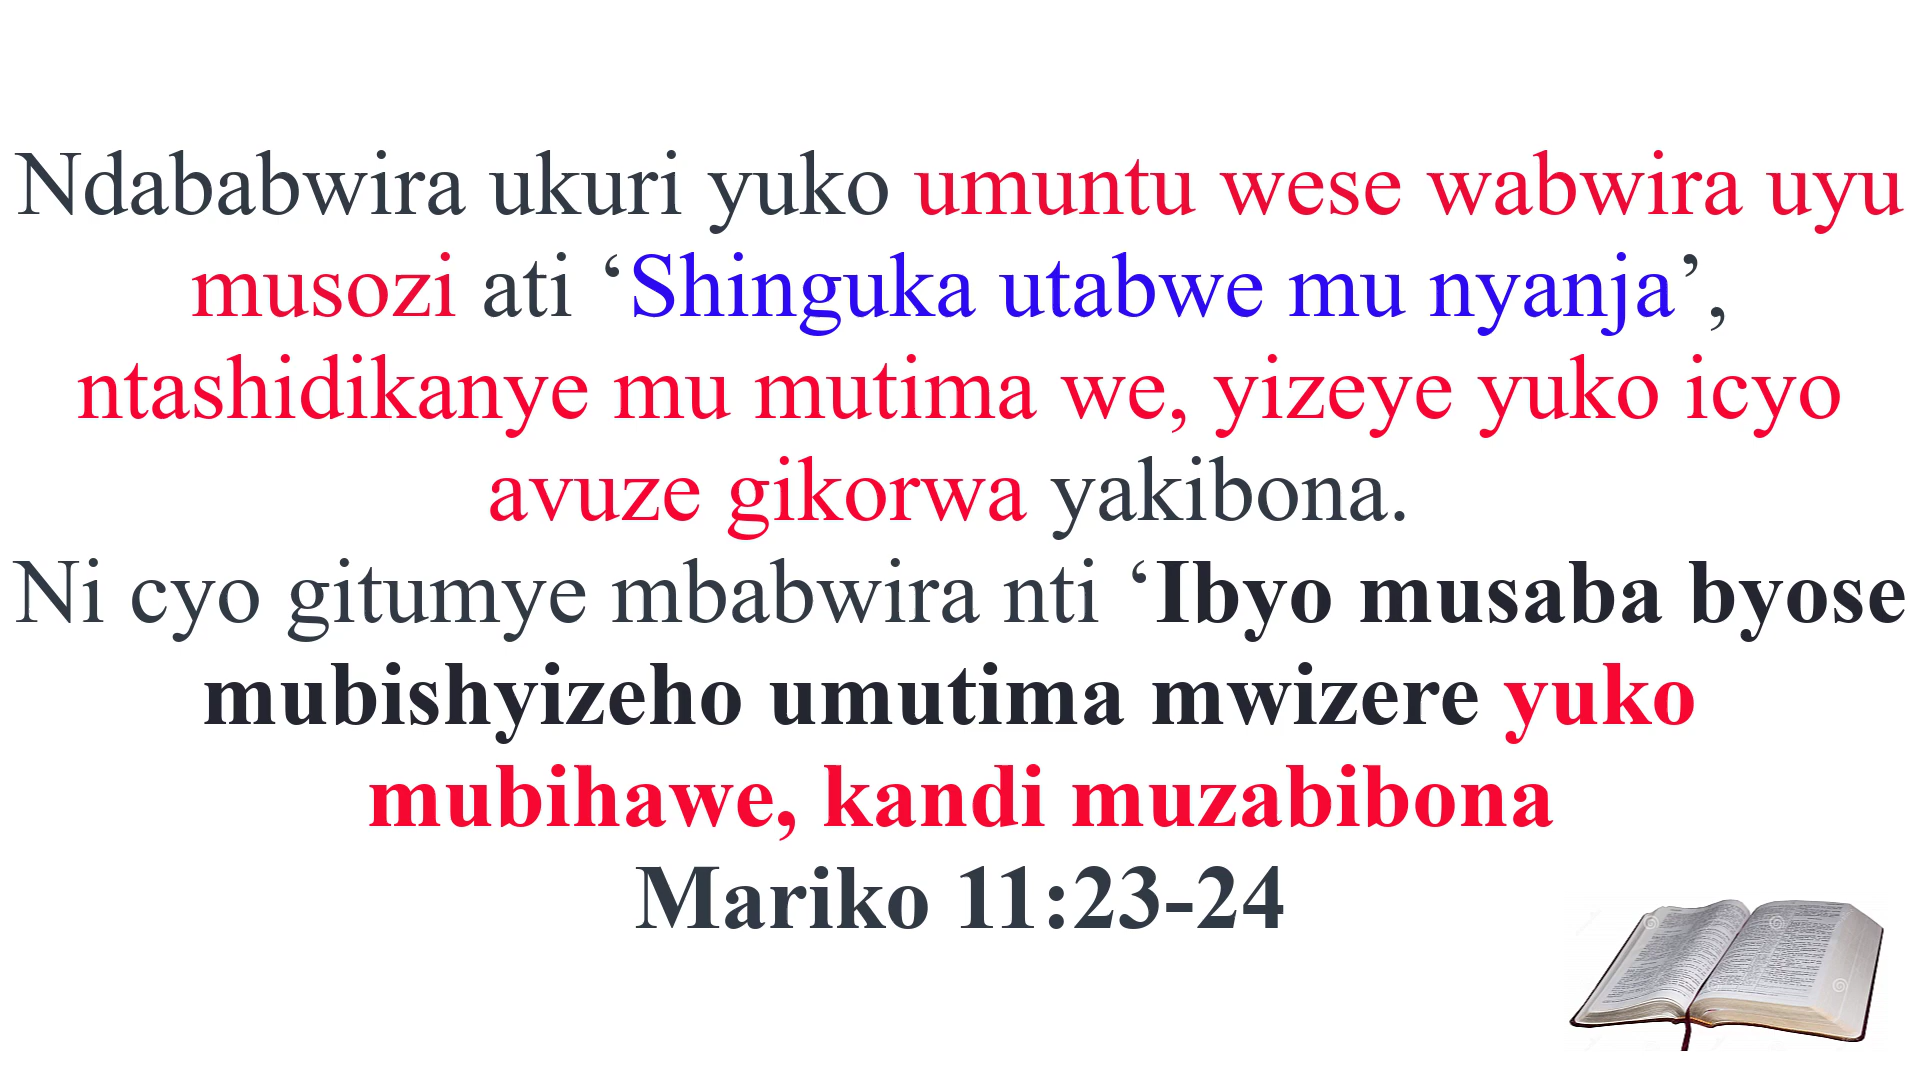 Ndababwira ukuri yuko umuntu wese wabwira uyu
musozi ati ‘Shinguka utabwe mu nyanja’,
ntashidikanye mu mutima we, yizeye yuko icyo
avuze gikorwa yakibona.
Ni cyo gitumye mbabwira nti ‘Ibyo musaba byose
mubishyizeho umutima mwizere yuko
mubihawe, kandi muzabibona
Mariko 11:23-24